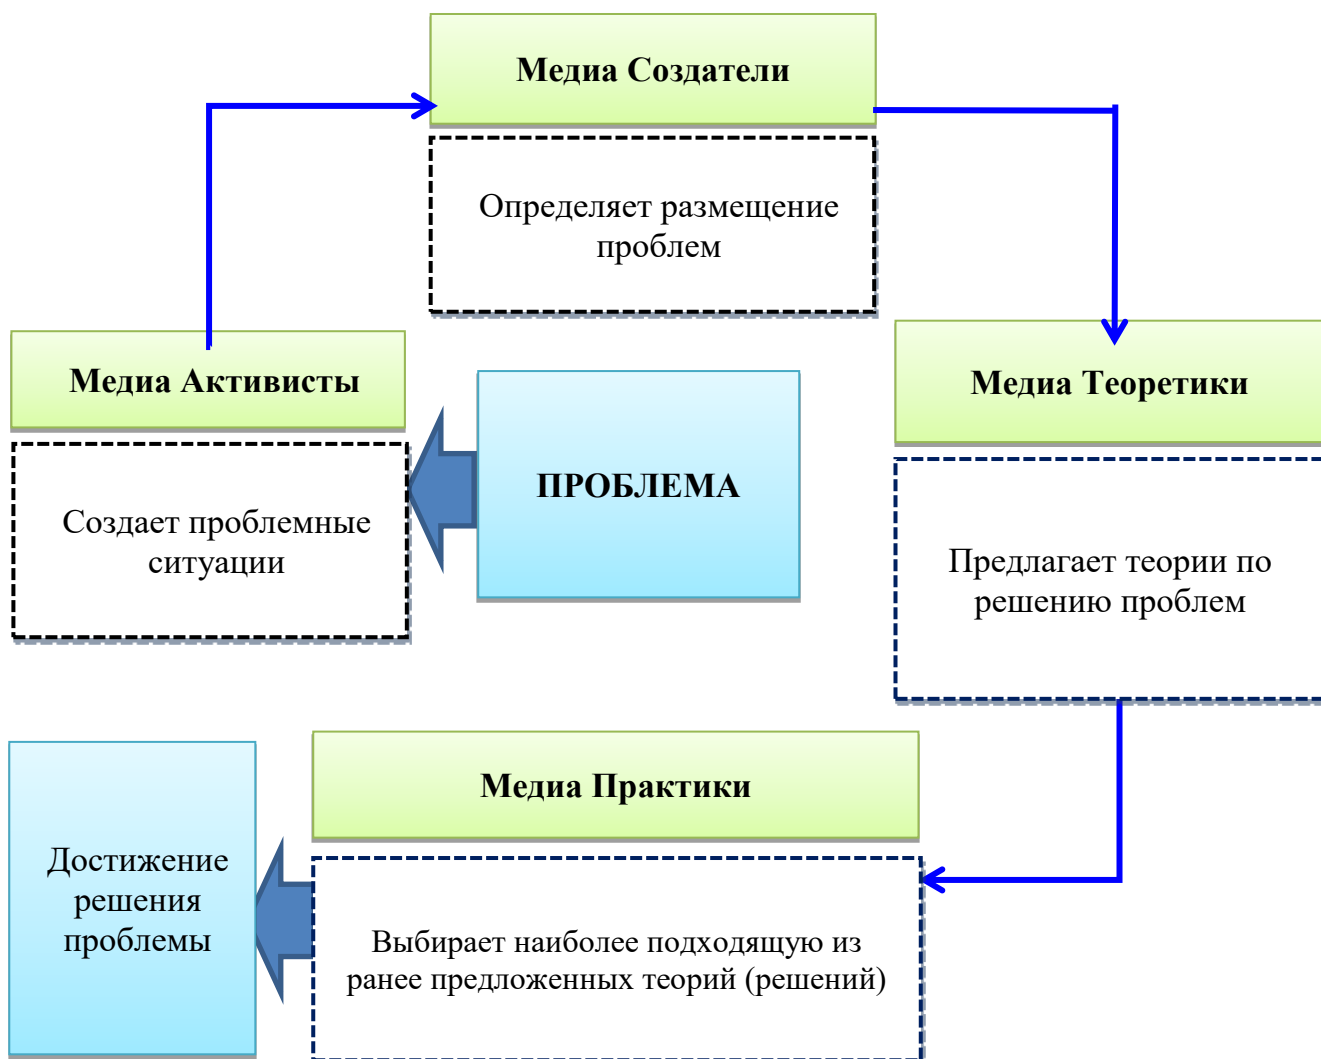 Медиа Создатели
Определяет размещение
проблем
Медиа Активисты
Создает проблемные
ситуации
ПРОБЛЕМА
Медиа Теоретики
Предлагает теории по
решению проблем
Медиа Практики
Выбирает наиболее подходящую из
ранее предложенных теорий (решений)
Достижение
решения
проблемы